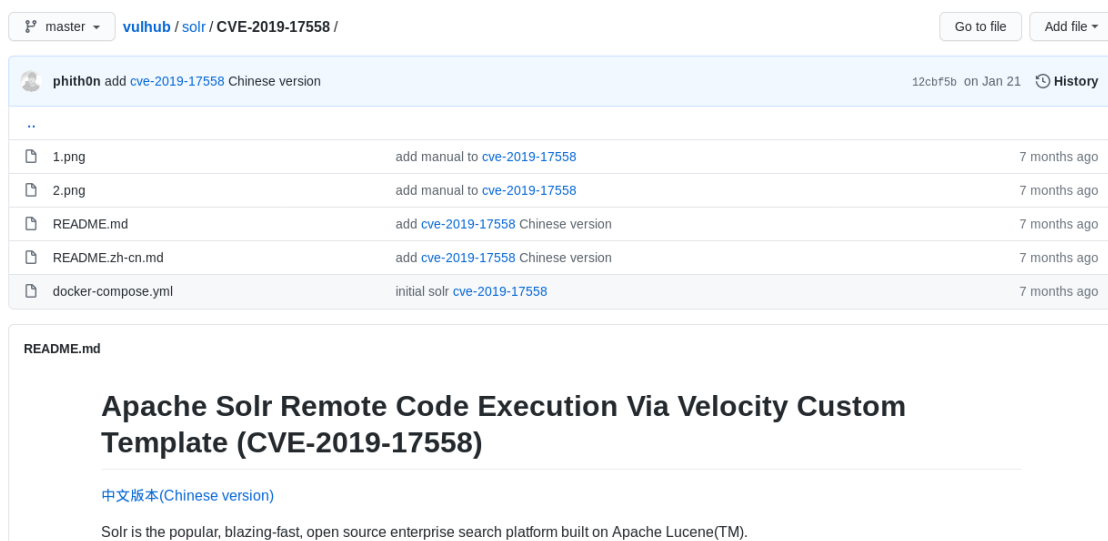 master vulhub / solr / CVE-2019-17558 / Go to file Add file
phith0n add cve-2019-17558 Chinese version 12cbf5b on Jan 21 History
..
1.png add manual to cve-2019-17558 7 months ago
2.png add manual to cve-2019-17558 7 months ago
README.md add cve-2019-17558 Chinese version 7 months ago
README.zh-cn.md add cve-2019-17558 Chinese version 7 months ago
docker-compose.yml initial solr cve-2019-17558 7 months ago
README.md
Apache Solr Remote Code Execution Via Velocity Custom
Template (CVE-2019-17558)
中文版本(Chinese version)
Solr is the popular, blazing-fast, open source enterprise search platform built on Apache Lucene(TM).